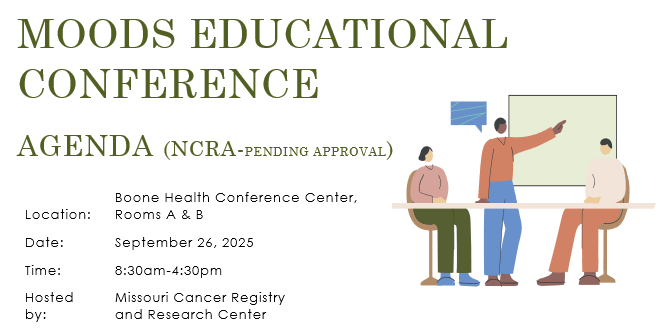 MOODS EDUCATIONAL
CONFERENCE
AGENDA (NCRA-PENDING APPROVAL)
Location: Boone Health Conference Center,
Rooms A & B
Date: September 26, 2025
Time: 8:30am-4:30pm
Hosted by: Missouri Cancer Registry
and Research Center